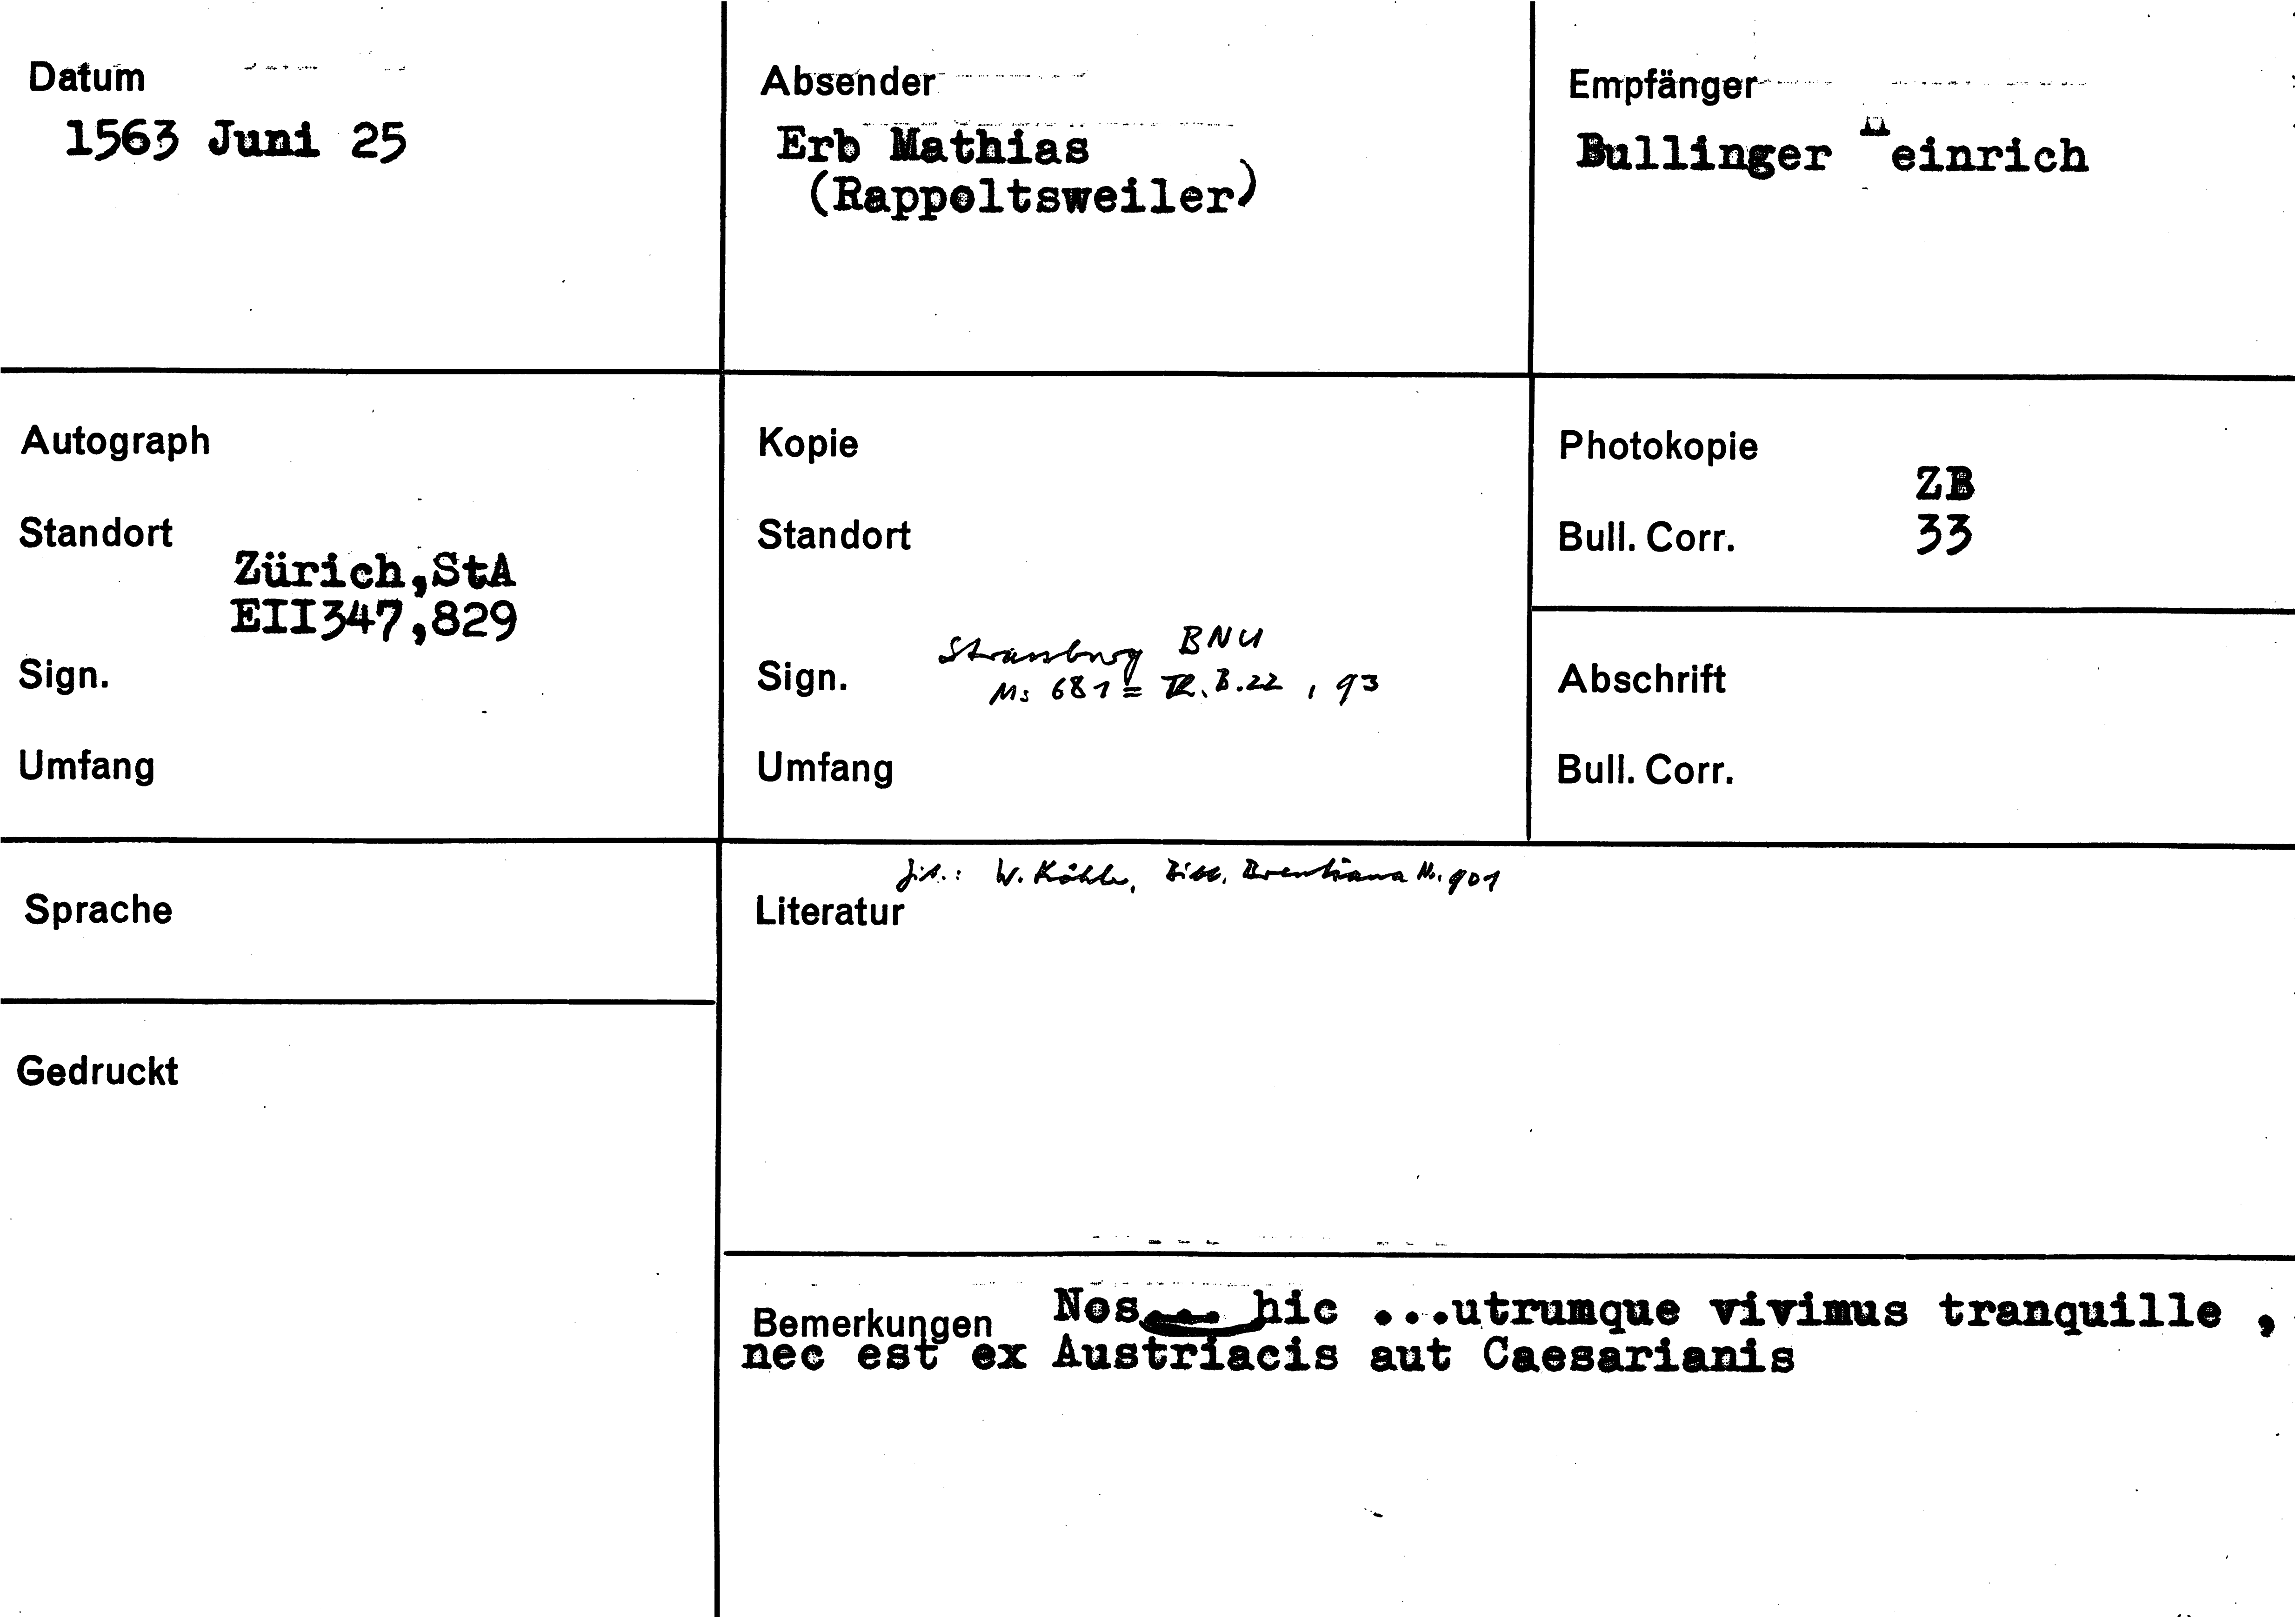 Datum
1563 Juni 25
Absender
Erb Mathias
(Rappoltsweiler)
Empfänger
Bullinger Heinrich
Autograph
Standort
Zürich,StA
EII347,829
Sign.
Umfang
Kopie
Standort
Strassburg BNU
Sign.
Ms 681 = Th. B. 22, 93
Umfang
Photokopie
ZB
Bull. Corr. 33
Abschrift
Bull. Corr.
Sprache
Gedruckt
zit.: W. Köhler, Bibl. Brentiana Nr. 901
Literatur
Bemerkungen Nos ... hic ...utrumque vivimus tranquille ,
nec est ex Austriacis aut Caesarianis